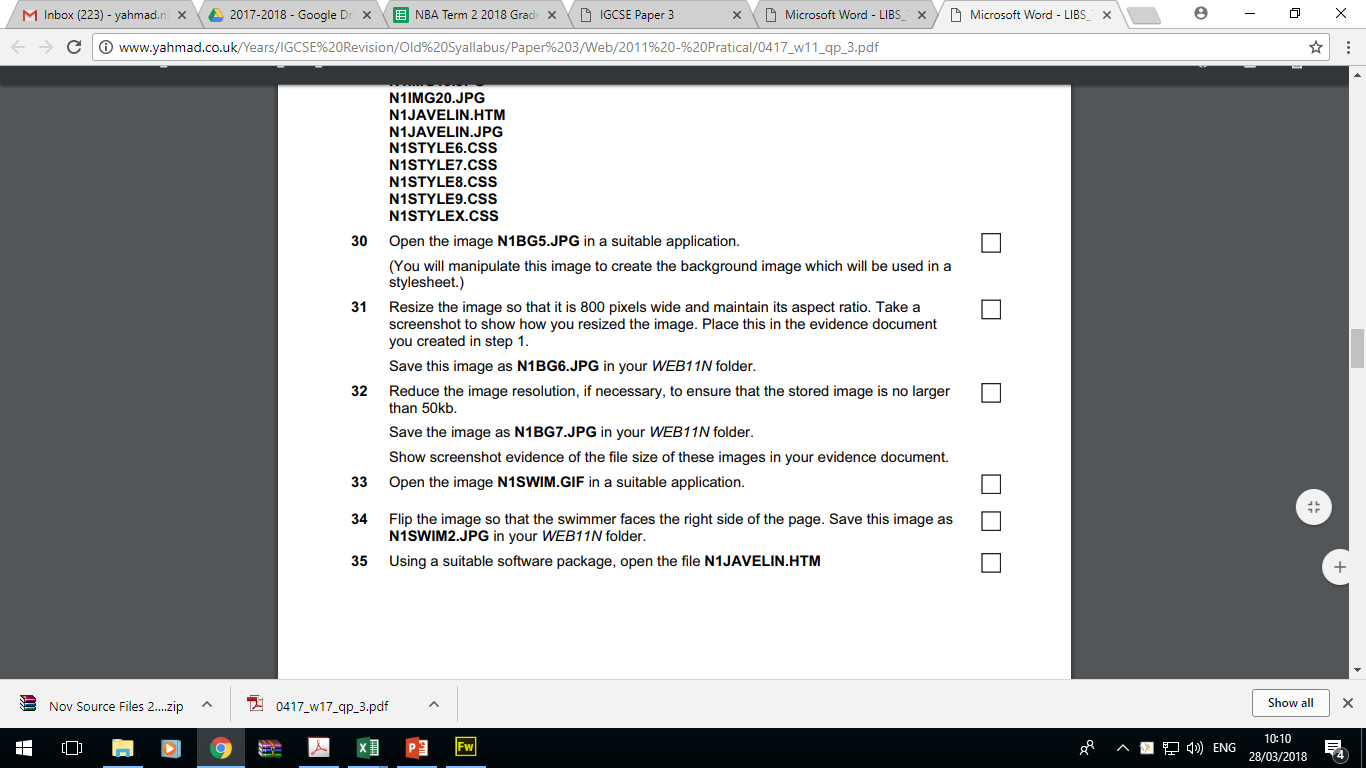 Inbox (223) - yahmad.n
2017-2018 - Google D
NBA Term 2 2018 Grad
IGCSE Paper 3
Microsoft Word - LIBS_
Microsoft Word - LIBS_
www.yahmad.co.uk/Years/IGCSE%20Revision/Old%20Syallabus/Paper%203/Web/2011%20-%20Pratical/0417_w11_qp_3.pdf
N1IMG20.JPG
N1JAVELIN.HTM
N1JAVELIN.JPG
N1STYLE6.CSS
N1STYLE7.CSS
N1STYLE8.CSS
N1STYLE9.CSS
N1STYLEX.CSS
30 Open the image N1BG5.JPG in a suitable application.
(You will manipulate this image to create the background image which will be used in a
stylesheet.)
31 Resize the image so that it is 800 pixels wide and maintain its aspect ratio. Take a
screenshot to show how you resized the image. Place this in the evidence document
you created in step 1.
Save this image as N1BG6.JPG in your WEB11N folder.
32 Reduce the image resolution, if necessary, to ensure that the stored image is no larger
than 50kb.
Save the image as N1BG7.JPG in your WEB11N folder.
Show screenshot evidence of the file size of these images in your evidence document.
33 Open the image N1SWIM.GIF in a suitable application.
34 Flip the image so that the swimmer faces the right side of the page. Save this image as
N1SWIM2.JPG in your WEB11N folder.
35 Using a suitable software package, open the file N1JAVELIN.HTM
Nov Source Files 2....zip
0417_w17_qp_3.pdf
Show all
Fw
ENG
10:10
28/03/2018
4